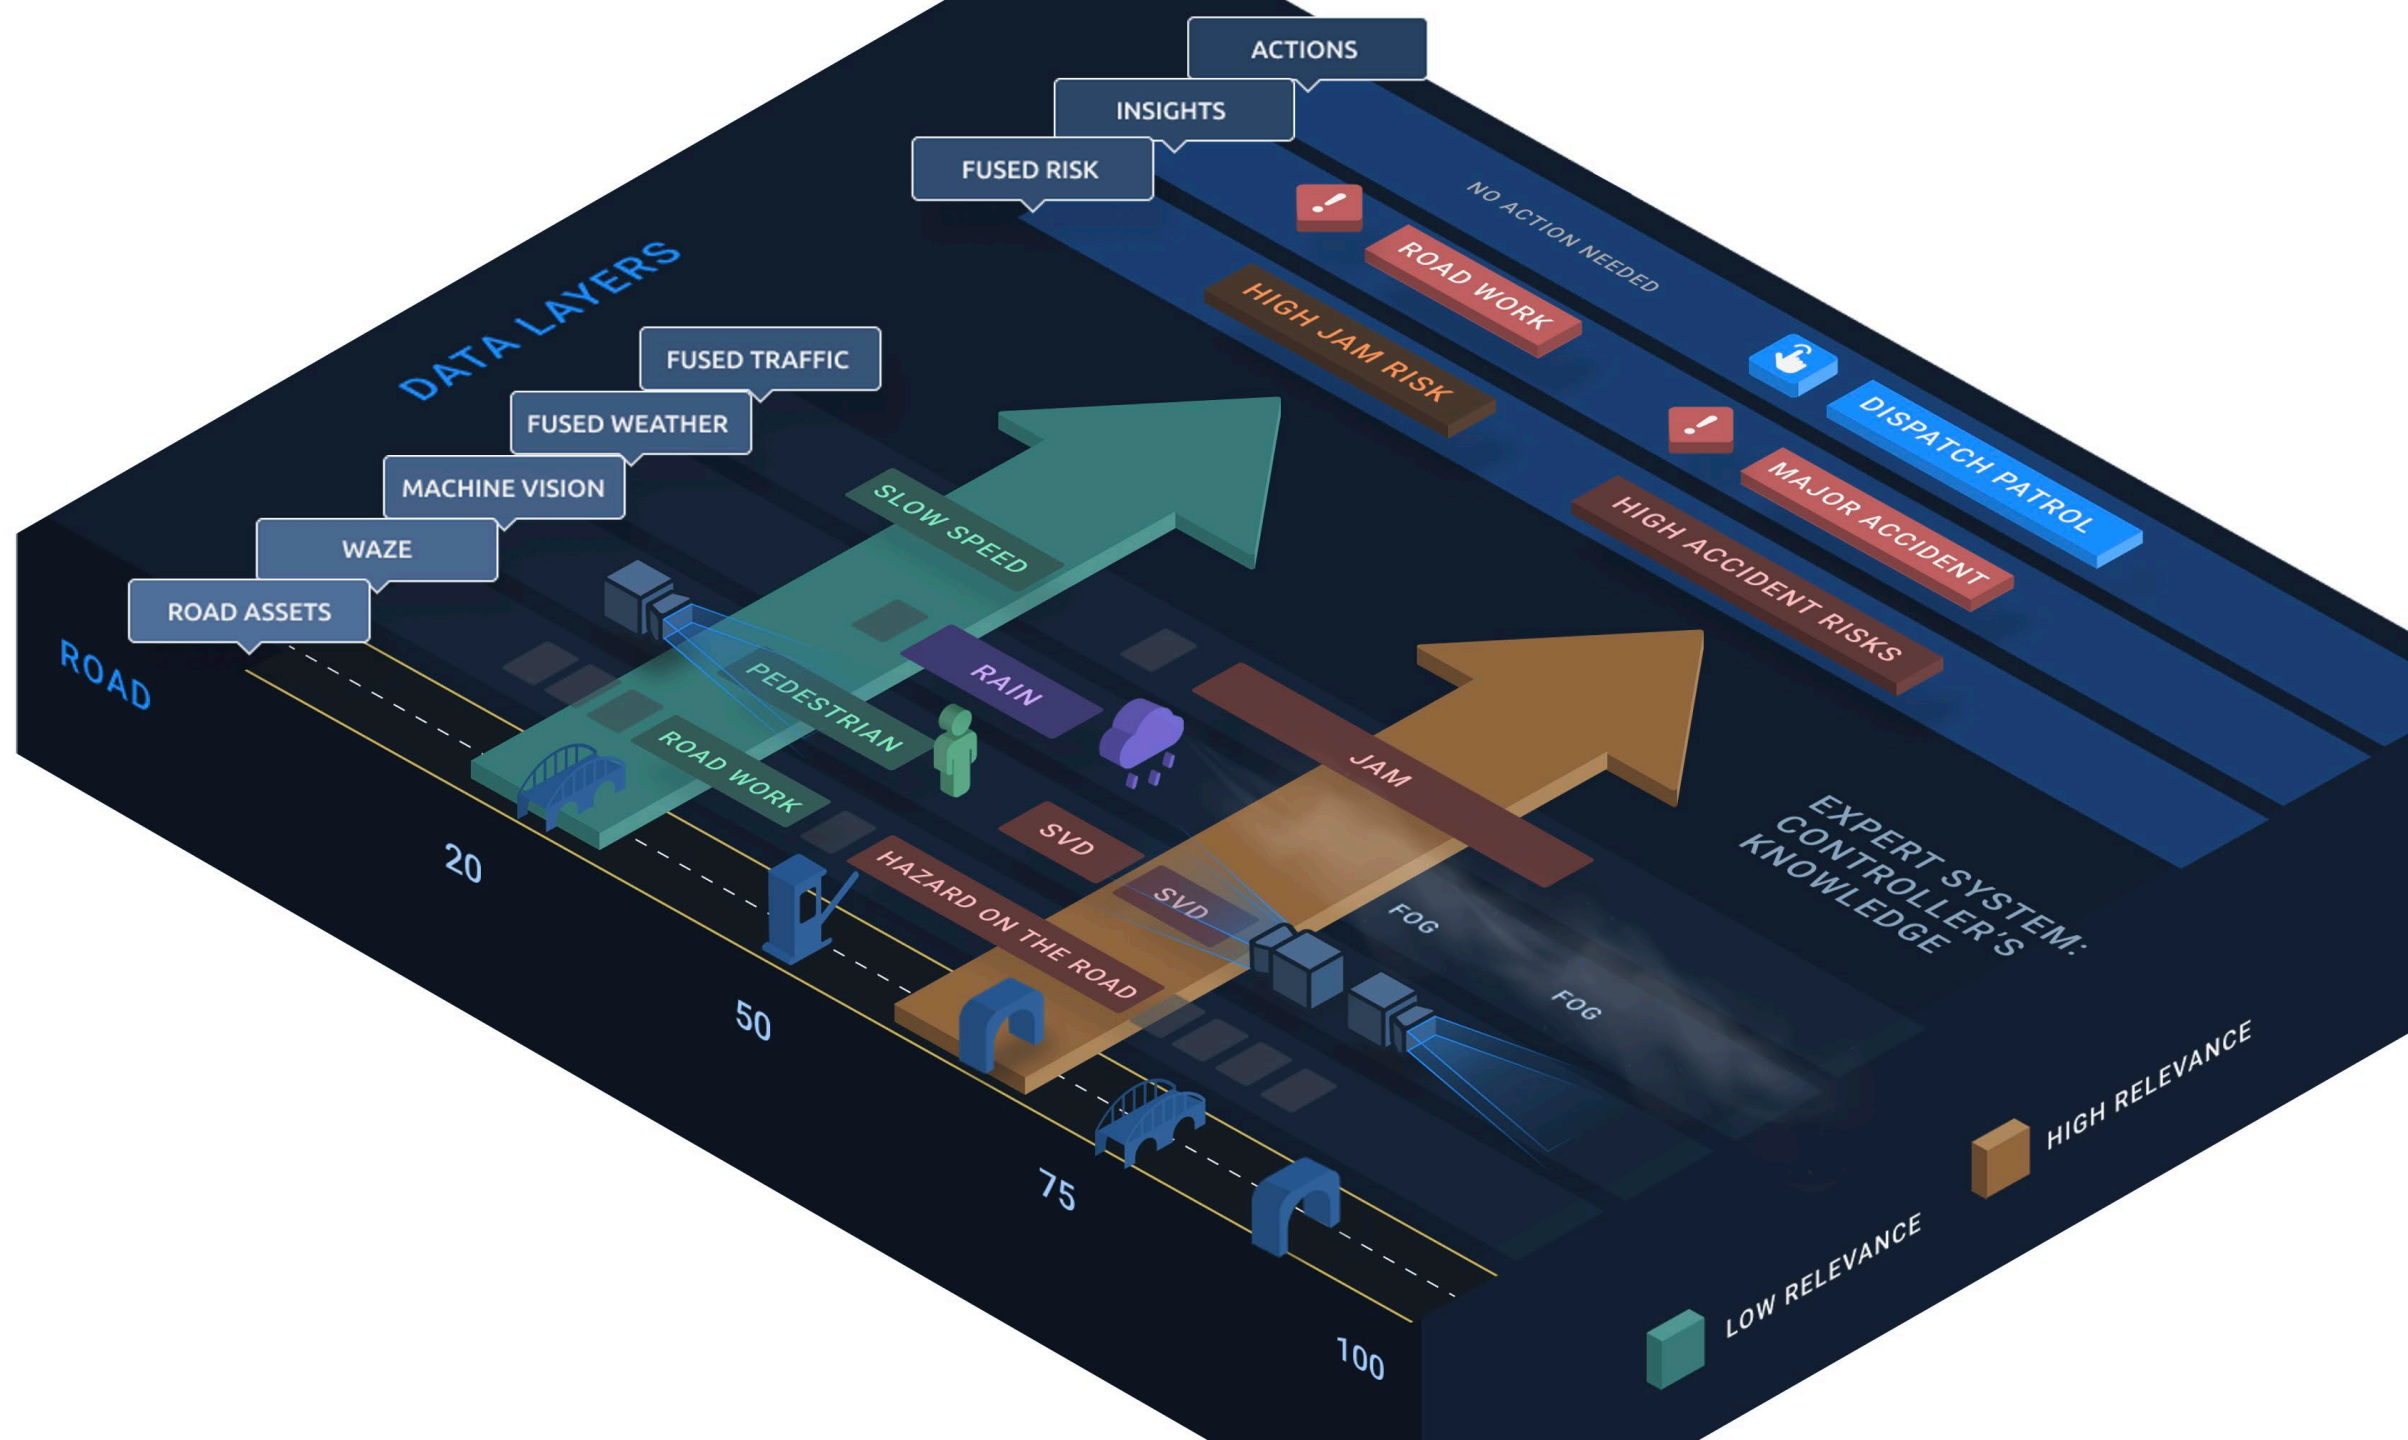 ACTIONS
INSIGHTS
FUSED RISK
NO ACTION NEEDED
ROAD WORK
HIGH JAM RISK
DISPATCH PATROL
MAJOR ACCIDENT
HIGH ACCIDENT RISKS
DATA LAYERS
FUSED TRAFFIC
FUSED WEATHER
MACHINE VISION
WAZE
ROAD ASSETS
ROAD
SLOW SPEED
RAIN
PEDESTRIAN
ROAD WORK
JAM
SVD
SVD
HAZARD ON THE ROAD
FOG
FOG
EXPERT SYSTEM:
CONTROLLER'S
KNOWLEDGE
20
50
75
100
HIGH RELEVANCE
LOW RELEVANCE